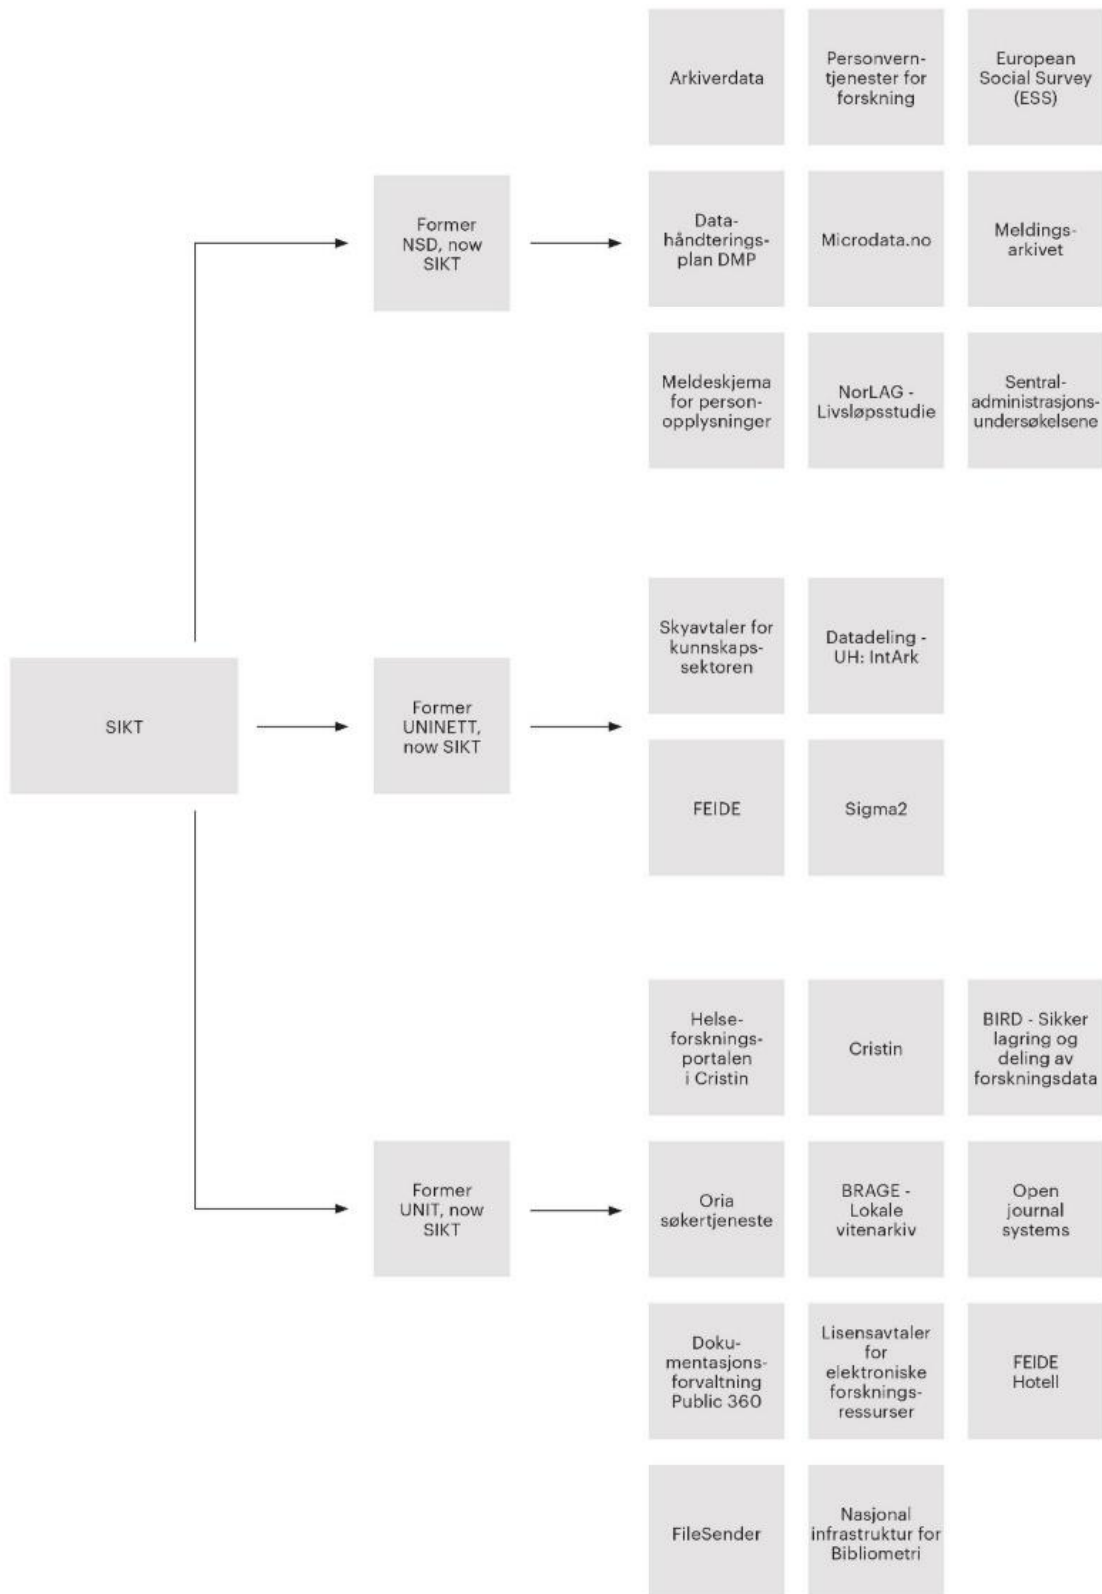 Arkiverdata
Personvern-
tjenester for
forskning
European
Social Survey
(ESS)
Former
NSD, now
SIKT
Data-
håndterings-
plan DMP
Microdata.no
Meldings-
arkivet
Meldeskjema
for person-
opplysninger
NorLAG -
Livsløpsstudie
Sentral-
administrasjons-
undersøkelsene
SIKT
Former
UNINETT,
now SIKT
Skyavtaler for
kunnskaps-
sektoren
Datadeling -
UH: IntArk
FEIDE
Sigma2
Former
UNIT, now
SIKT
Helse-
forsknings-
portalen
i Cristin
Cristin
BIRD - Sikker
lagring og
deling av
forskningsdata
Oria
søkertjeneste
BRAGE -
Lokale
vitenarkiv
Open
journal
systems
Doku-
mentasjons-
forvaltning
Public 360
Lisensavtaler
for
elektroniske
forsknings-
ressurser
FEIDE
Hotell
FileSender
Nasjonal
infrastruktur for
Bibliometri